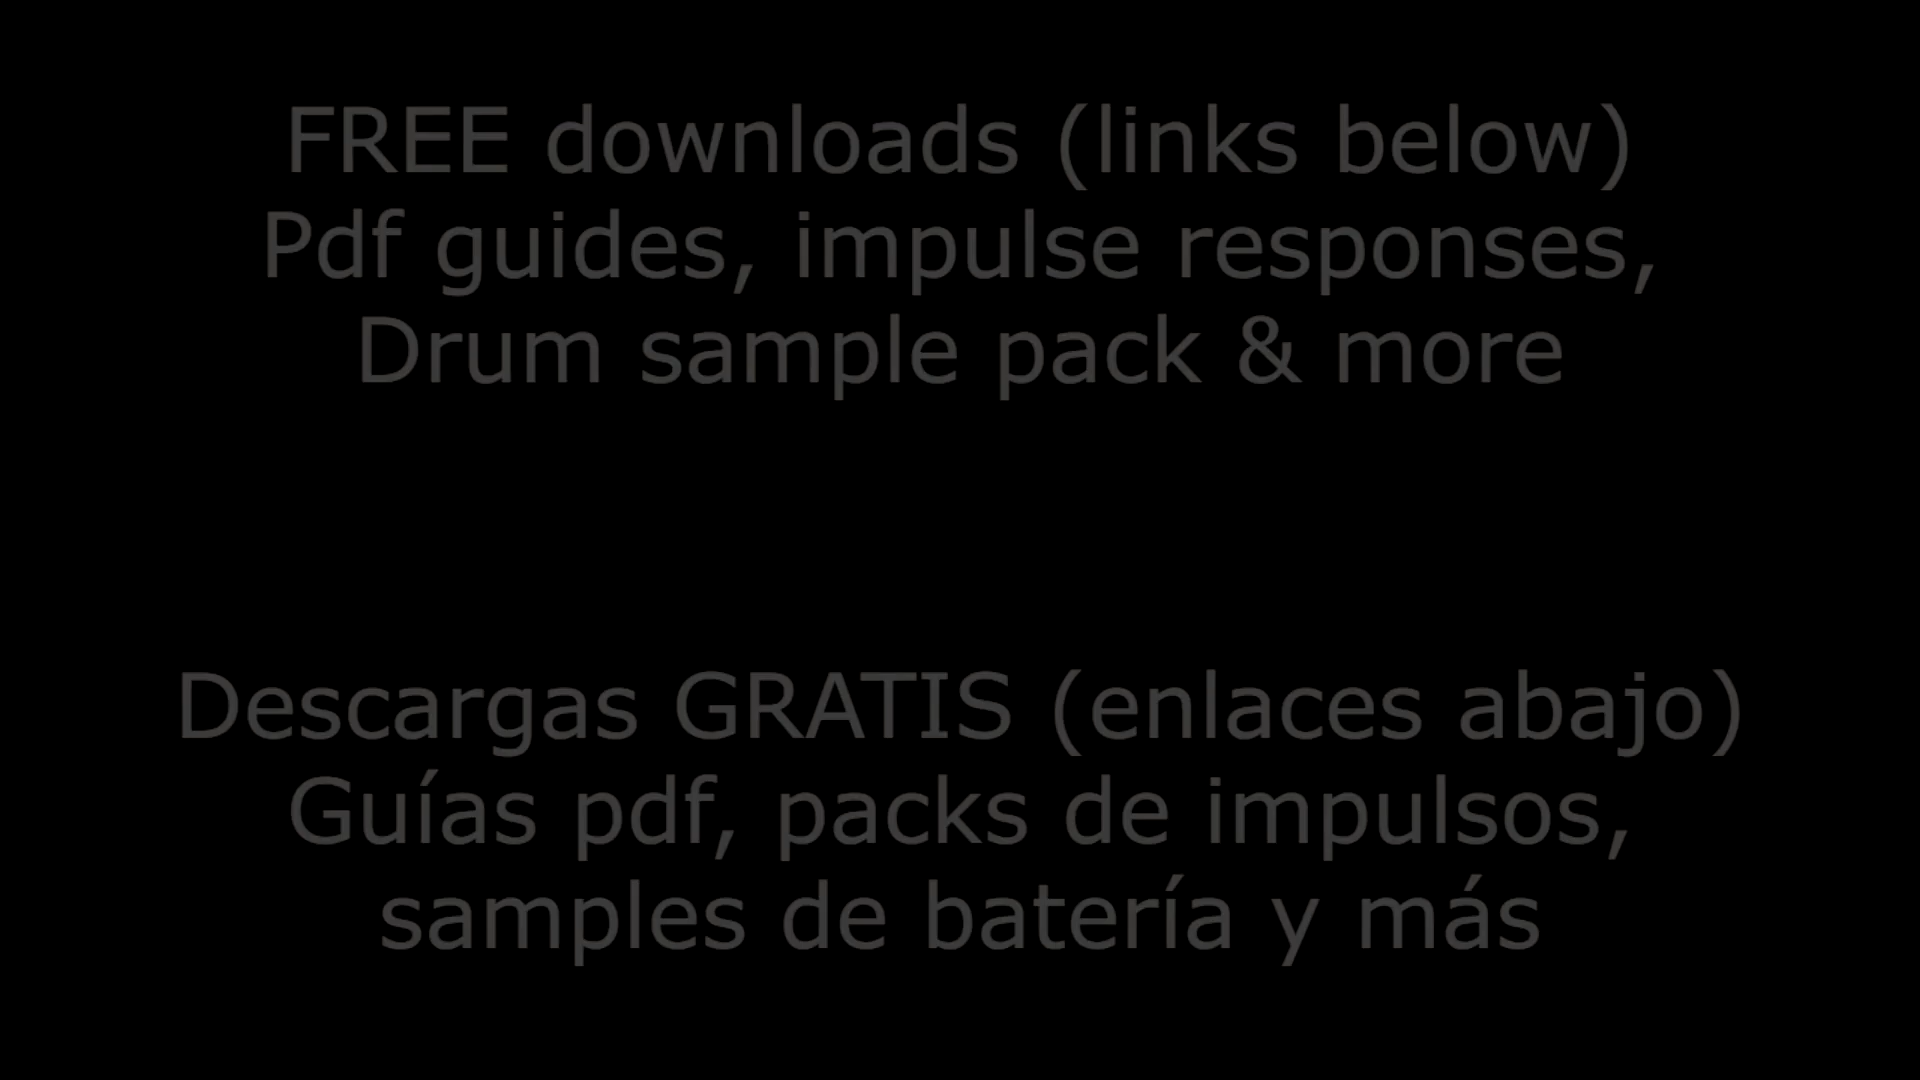 FREE downloads (links below)
Pdf guides, impulse responses,
Drum sample pack & more
Descargas GRATIS (enlaces abajo)
Guías pdf, packs de impulsos,
samples de batería y más